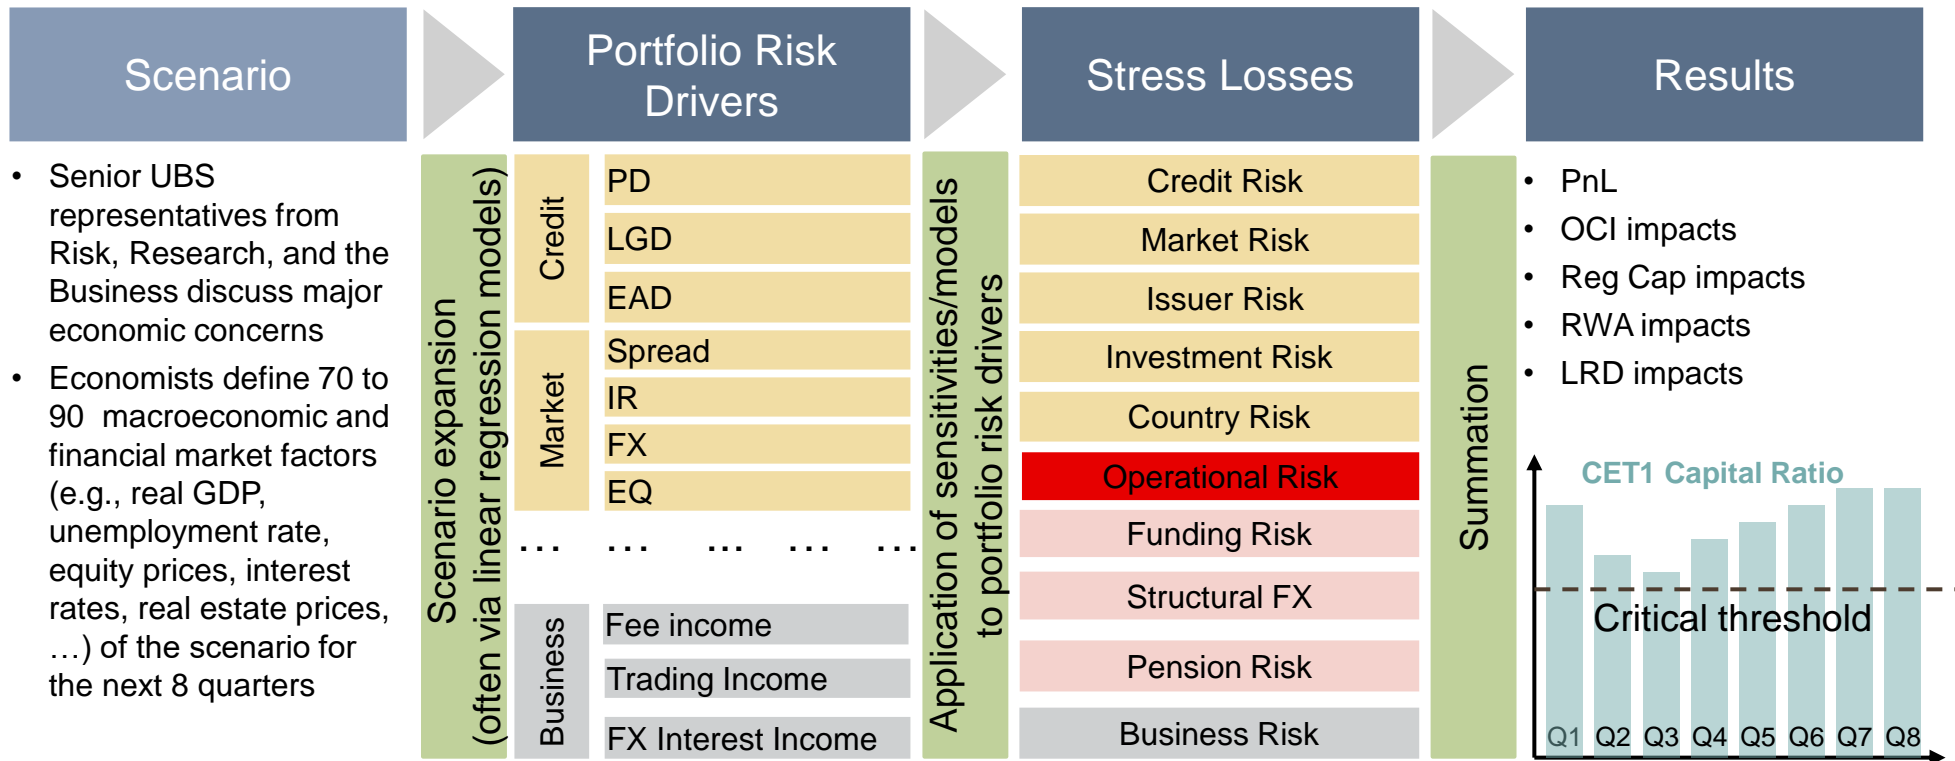 Scenario
Portfolio Risk
Drivers
Stress Losses
Results
• Senior UBS
representatives from
Risk, Research, and the
Business discuss major
economic concerns
• Economists define 70 to
90 macroeconomic and
financial market factors
(e.g., real GDP,
unemployment rate,
equity prices, interest
rates, real estate prices,
…) of the scenario for
the next 8 quarters
Scenario expansion
(often via linear regression models)
Credit
PD
LGD
EAD
Market
Spread
IR
FX
EQ
... ... ... ... ...
Business
Fee income
Trading Income
FX Interest Income
Application of sensitivities/models
to portfolio risk drivers
Credit Risk
Market Risk
Issuer Risk
Investment Risk
Country Risk
Operational Risk
Funding Risk
Structural FX
Pension Risk
Business Risk
Summation
• PnL
• OCI impacts
• Reg Cap impacts
• RWA impacts
• LRD impacts
CET1 Capital Ratio
Critical threshold
Q1 Q2 Q3 Q4 Q5 Q6 Q7 Q8